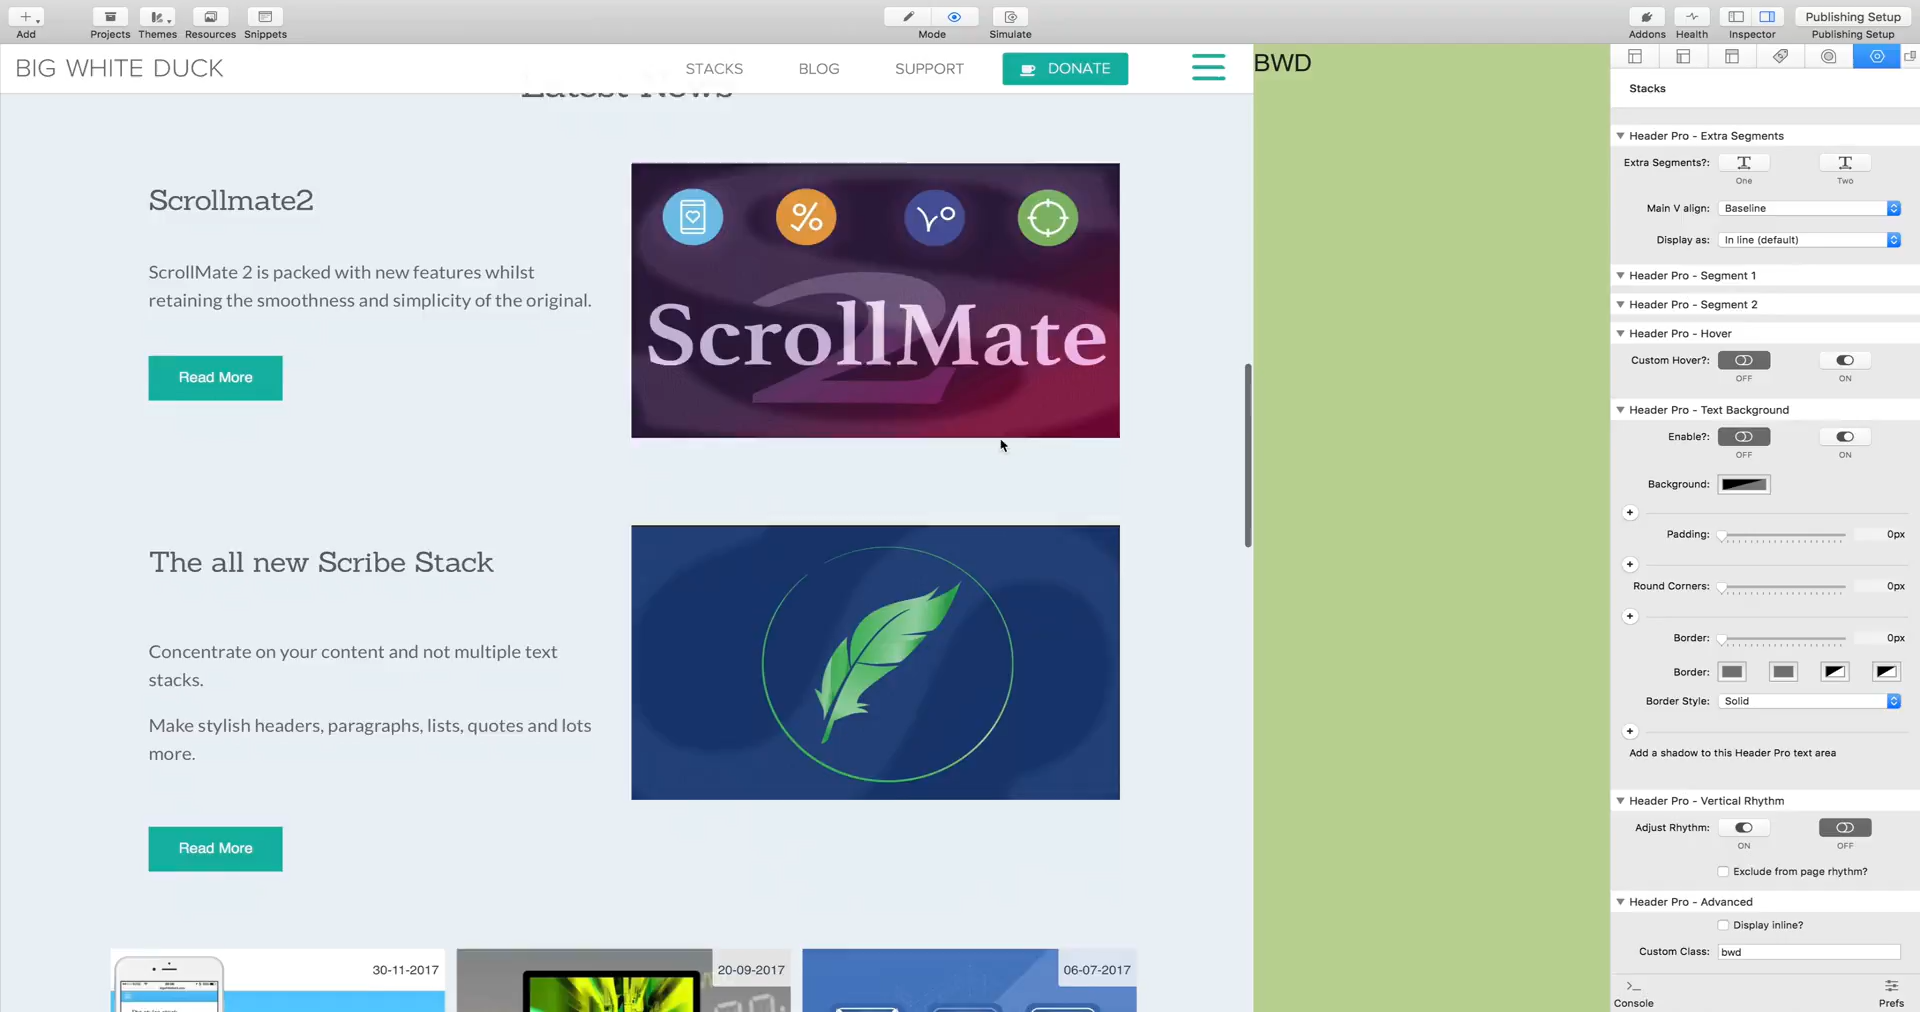 Add
Projects
Themes
Resources
Snippets
Mode
Simulate
Addons
Health
Inspector
Publishing Setup
Publishing Setup
BIG WHITE DUCK
STACKS
BLOG
SUPPORT
DONATE
BWD
Latest News
Scrollmate2
ScrollMate 2 is packed with new features whilst
retaining the smoothness and simplicity of the original.
Read More
2
ScrollMate
The all new Scribe Stack
Concentrate on your content and not multiple text
stacks.
Make stylish headers, paragraphs, lists, quotes and lots
more.
Read More
30-11-2017
20-09-2017
06-07-2017
Stacks
Header Pro - Extra Segments
Extra Segments?:
One
Two
Main V align:
Baseline
Display as:
In line (default)
Header Pro - Segment 1
Header Pro - Segment 2
Header Pro - Hover
Custom Hover?:
OFF
ON
Header Pro - Text Background
Enable?:
OFF
ON
Background:
Padding:
0px
Round Corners:
0px
Border:
0px
Border:
Border Style:
Solid
Add a shadow to this Header Pro text area
Header Pro - Vertical Rhythm
Adjust Rhythm:
ON
OFF
Exclude from page rhythm?
Header Pro - Advanced
Display inline?
Custom Class:
bwd
Console
Prefs